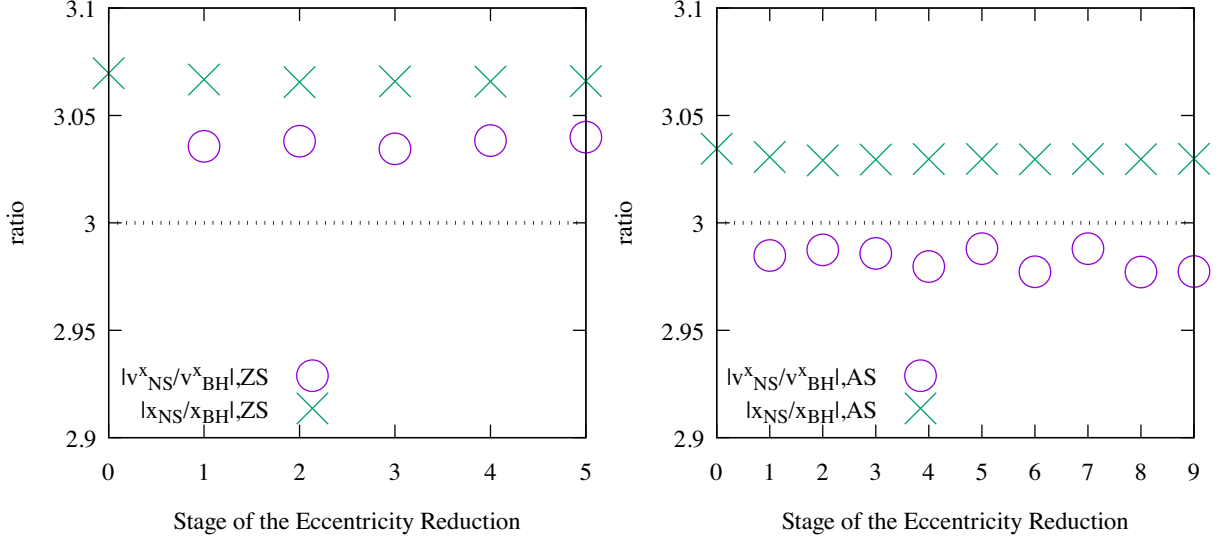 3.1
3.05
3
2.95
2.9
ratio
|v^x_NS/v^x_BH|,ZS
|x_NS/x_BH|,ZS
0 1 2 3 4 5
Stage of the Eccentricity Reduction
3.1
3.05
3
2.95
2.9
ratio
|v^x_NS/v^x_BH|,AS
|x_NS/x_BH|,AS
0 1 2 3 4 5 6 7 8 9
Stage of the Eccentricity Reduction